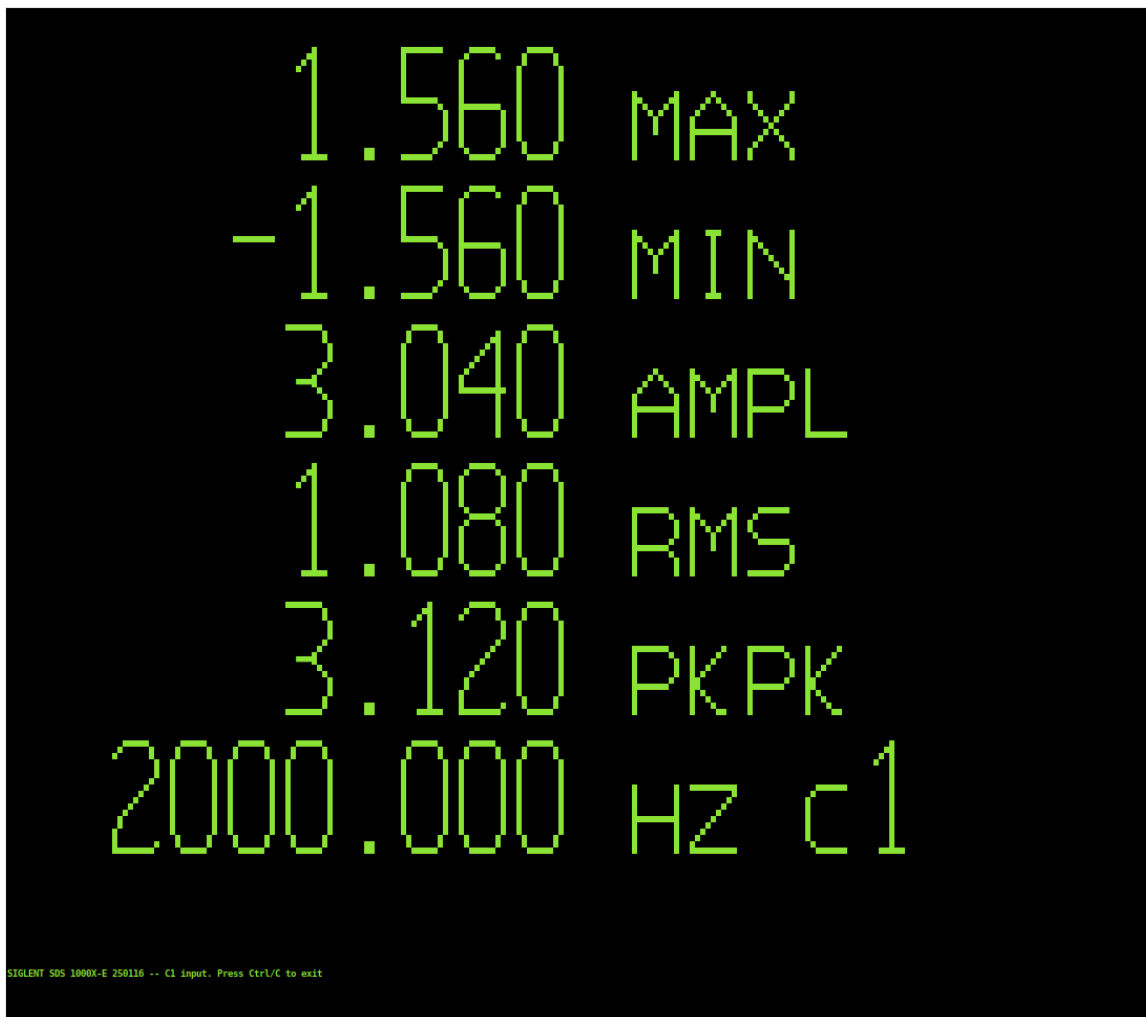 1.560 MAX
-1.560 MIN
3.040 AMPL
1.080 RMS
3.120 PKPK
2000.000 HZ C1
SIGLENT SDS 1000X-E 250116 -- C1 input. Press Ctrl/C to exit